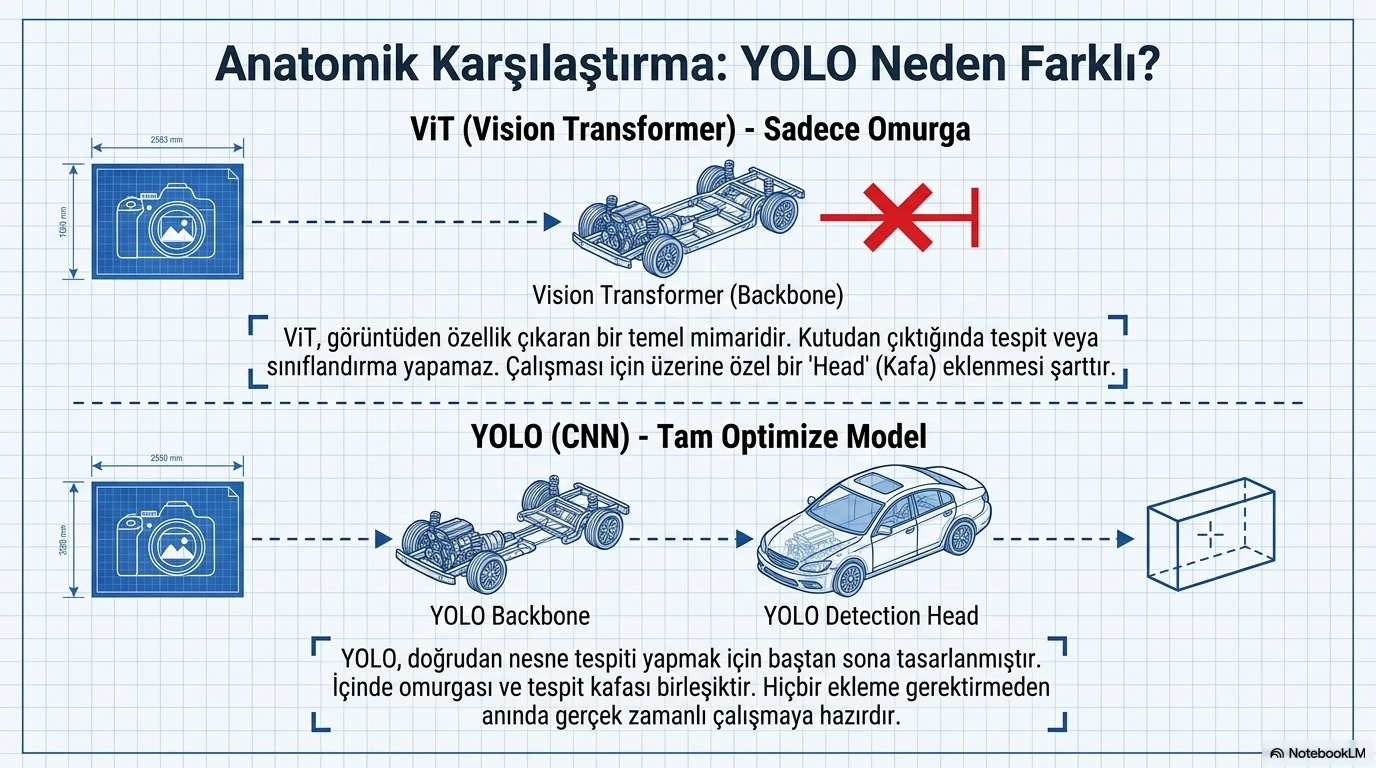 Anatomik Karşılaştırma: YOLO Neden Farklı?
ViT (Vision Transformer) - Sadece Omurga
2583 mm
Vision Transformer (Backbone)
ViT, görüntüden özellik çıkaran bir temel mimaridir. Kutudan çıktığında tespit veya
sınıflandırma yapamaz. Çalışması için üzerine özel bir 'Head' (Kafa) eklenmesi şarttır.
YOLO (CNN) - Tam Optimize Model
2550 mm
YOLO Backbone
YOLO Detection Head
YOLO, doğrudan nesne tespiti yapmak için baştan sona tasarlanmıştır.
İçinde omurgası ve tespit kafası birleşiktir. Hiçbir ekleme gerektirmeden
anında gerçek zamanlı çalışmaya hazırdır.
NotebookLM